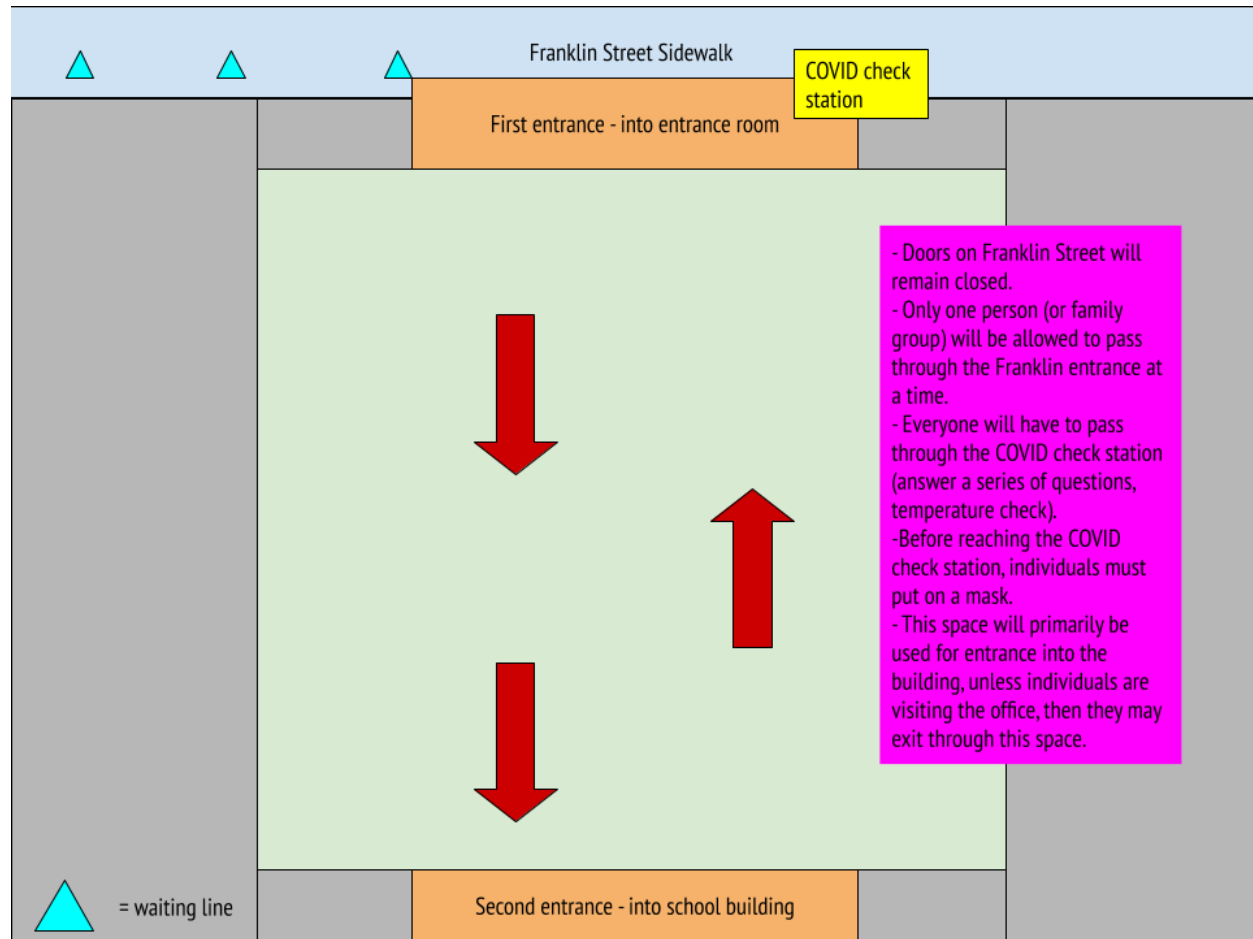 Franklin Street Sidewalk
COVID check
station
First entrance - into entrance room
- Doors on Franklin Street will
remain closed.
- Only one person (or family
group) will be allowed to pass
through the Franklin entrance at
a time.
- Everyone will have to pass
through the COVID check station
(answer a series of questions,
temperature check).
-Before reaching the COVID
check station, individuals must
put on a mask.
- This space will primarily be
used for entrance into the
building, unless individuals are
visiting the office, then they may
exit through this space.
= waiting line
Second entrance - into school building